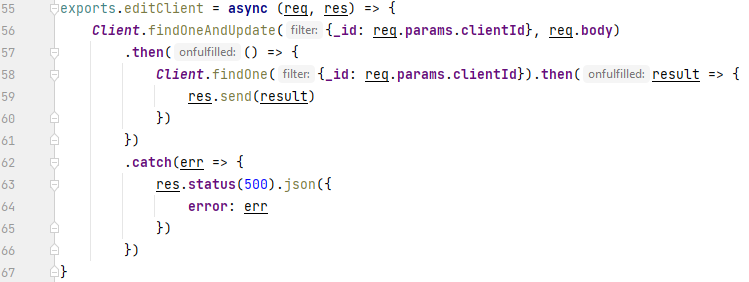 55 exports.editClient = async (req, res) => {
56 Client.findOneAndUpdate( filter: {_id: req.params.clientId}, req.body)
57 .then( onfulfilled: () => {
58 Client.findOne( filter: {_id: req.params.clientId}).then( onfulfilled: result => {
59 res.send(result)
60 })
61 })
62 .catch(err => {
63 res.status(500).json({
64 error: err
65 })
66 })
67 }